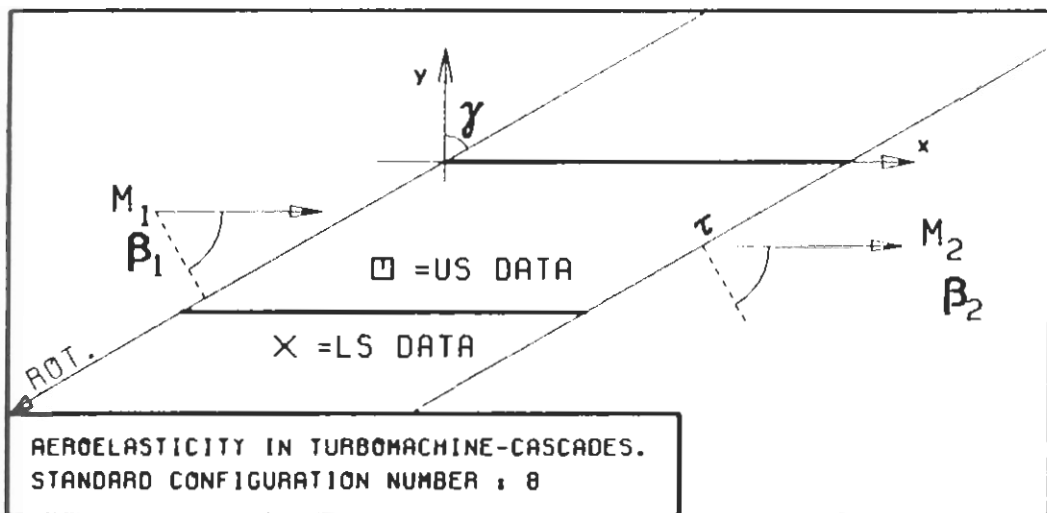 y
γ
x
M₁
β₁
τ
M₂
β₂
□ =US DATA
× =LS DATA
ROT.
AEROELASTICITY IN TURBOMACHINE-CASCADES.
STANDARD CONFIGURATION NUMBER : 8